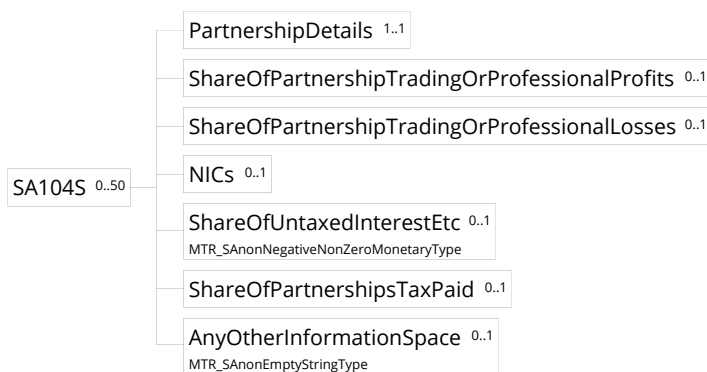 PartnershipDetails 1..1
ShareOfPartnershipTradingOrProfessionalProfits 0..1
ShareOfPartnershipTradingOrProfessionalLosses 0..1
SA104S 0..50
NICs 0..1
ShareOfUntaxedInterestEtc 0..1
MTR_SAnonNegativeNonZeroMonetaryType
ShareOfPartnershipsTaxPaid 0..1
AnyOtherInformationSpace 0..1
MTR_SAnonEmptyStringType